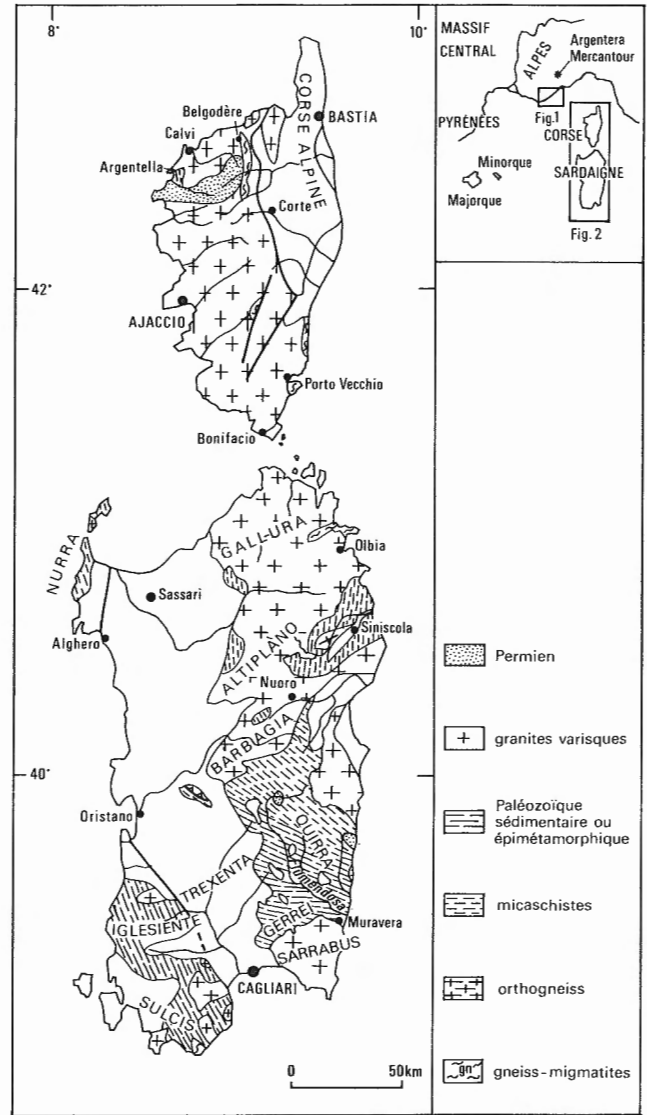 8°
10°
CORSE ALPINE
Belgodère
BASTIA
Calvi
Argentella
Corte
42°
AJACCIO
Porto Vecchio
Bonifacio
GALLURA
Olbia
NURRA
Sassari
Siniscola
Alghero
ALTIPLANO
Nuoro
BARBAGIA
40°
Oristano
QUIRRA
TREXENTA
Flumendosa
IGLESIENTE
GERREI
Muravera
SARRABUS
CAGLIARI
SULCIS
0
50km
MASSIF
CENTRAL
ALPES
Argentera
Mercantour
PYRÉNÉES
Fig.1
CORSE
Minorque
SARDAIGNE
Majorque
Fig. 2
Permien
granites varisques
Paléozoïque
sédimentaire ou
épimétamorphique
micaschistes
orthogneiss
gn
gneiss-migmatites